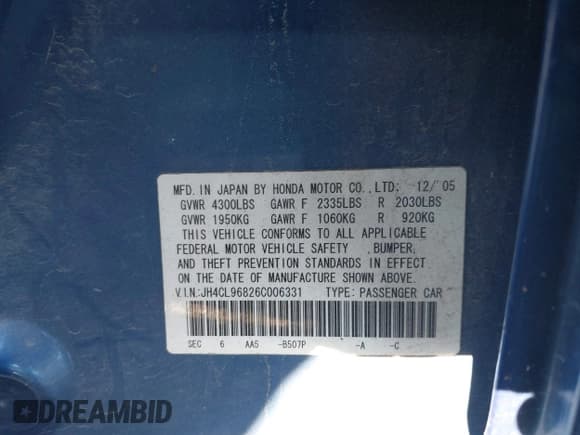 MFD. IN JAPAN BY HONDA MOTOR CO., LTD: 12/ '05
GVWR 4300LBS GAWR F 2335LBS R 2030LBS
GVWR 1950KG GAWR F 1060KG R 920KG
THIS VEHICLE CONFORMS TO ALL APPLICABLE
FEDERAL MOTOR VEHICLE SAFETY , BUMPER,
AND THEFT PREVENTION STANDARDS IN EFFECT
ON THE DATE OF MANUFACTURE SHOWN ABOVE.
V.I.N.:JH4CL96826C006331 TYPE: PASSENGER CAR
SEC 6 AA5 -B507P -A -C
DREAMBID